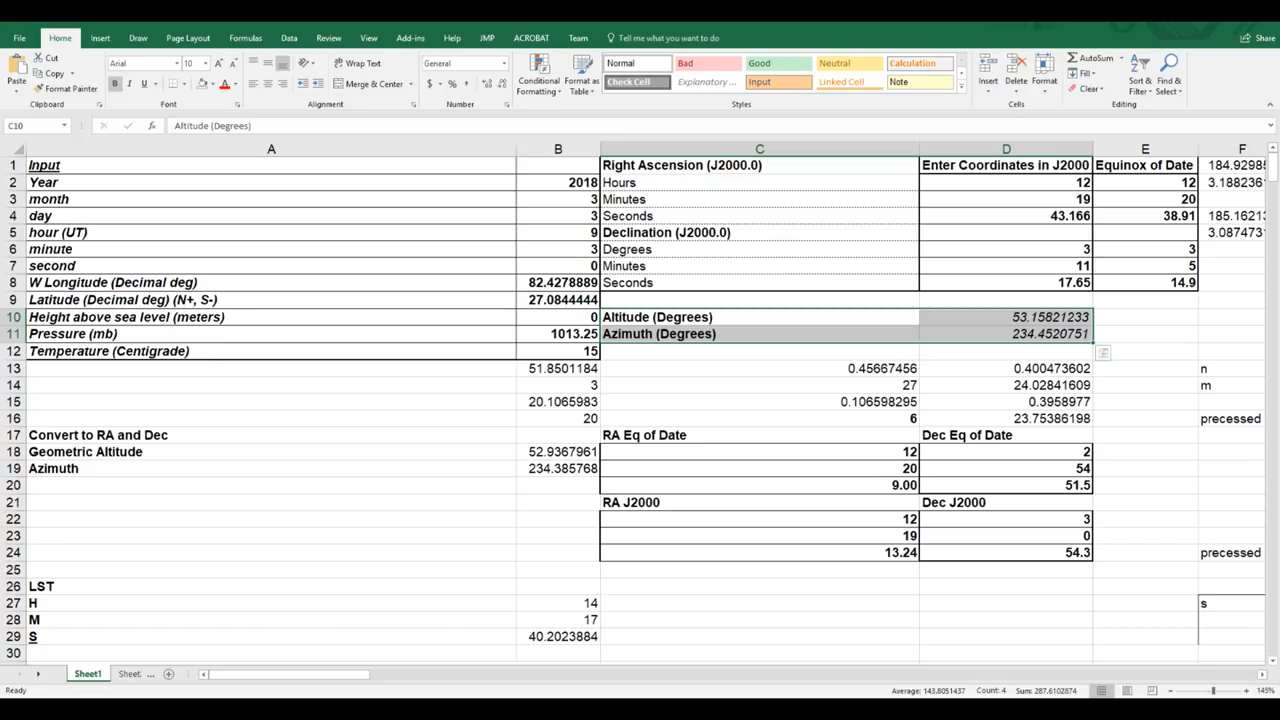 File Home Insert Draw Page Layout Formulas Data Review View Add-ins Help JMP ACROBAT Team Tell me what you want to do Share
Paste Cut Copy Format Painter Arial 10 B I U Wrap Text Merge & Center General $ % Conditional Formatting Format as Table Normal Bad Good Neutral Calculation Check Cell Explanatory ... Input Linked Cell Note Insert Delete Format AutoSum Fill Clear Sort & Filter Find & Select
Clipboard Font Alignment Number Styles Cells Editing
C10 fx Altitude (Degrees)
A B C D E F
1 Input Right Ascension (J2000.0) Enter Coordinates in J2000 Equinox of Date 184.92985
2 Year 2018 Hours 12 12 3.1882361
3 month 3 Minutes 19 20
4 day 3 Seconds 43.166 38.91 185.16213
5 hour (UT) 9 Declination (J2000.0) 3.0874731
6 minute 3 Degrees 3 3
7 second 0 Minutes 11 5
8 W Longitude (Decimal deg) 82.4278889 Seconds 17.65 14.9
9 Latitude (Decimal deg) (N+, S-) 27.0844444
10 Height above sea level (meters) 0 Altitude (Degrees) 53.15821233
11 Pressure (mb) 1013.25 Azimuth (Degrees) 234.4520751
12 Temperature (Centigrade) 15
13 51.8501184 0.45667456 0.400473602 n
14 3 27 24.02841609 m
15 20.1065983 0.106598295 0.3958977
16 20 6 23.75386198 precessed
17 Convert to RA and Dec RA Eq of Date Dec Eq of Date
18 Geometric Altitude 52.9367961 12 2
19 Azimuth 234.385768 20 54
20 9.00 51.5
21 RA J2000 Dec J2000
22 12 3
23 19 0
24 13.24 54.3 precessed
25
26 LST
27 H 14 s
28 M 17
29 S 40.2023884
30
Sheet1 Sheet ...
Ready Average: 143.8051437 Count: 4 Sum: 287.6102874 145%